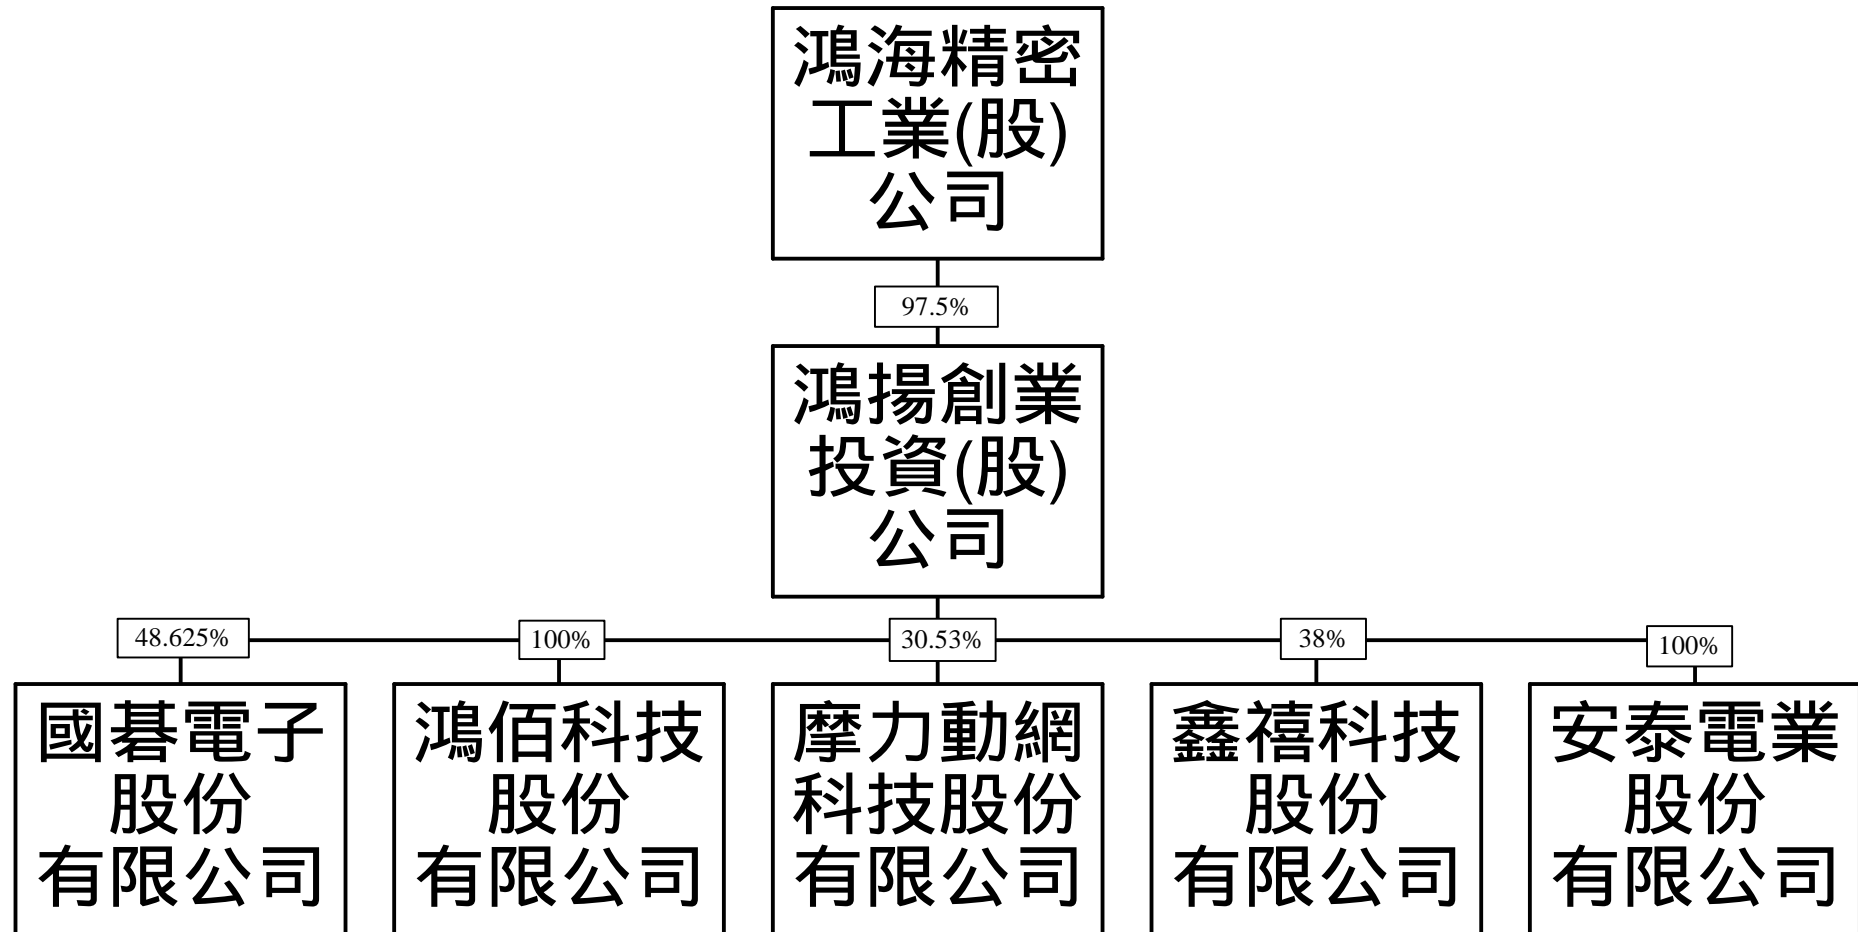 鴻海精密
工業(股)
公司
97.5%
鴻揚創業
投資(股)
公司
48.625%
100%
30.53%
38%
100%
國碁電子
股份
有限公司
鴻佰科技
股份
有限公司
摩力動網
科技股份
有限公司
鑫禧科技
股份
有限公司
安泰電業
股份
有限公司